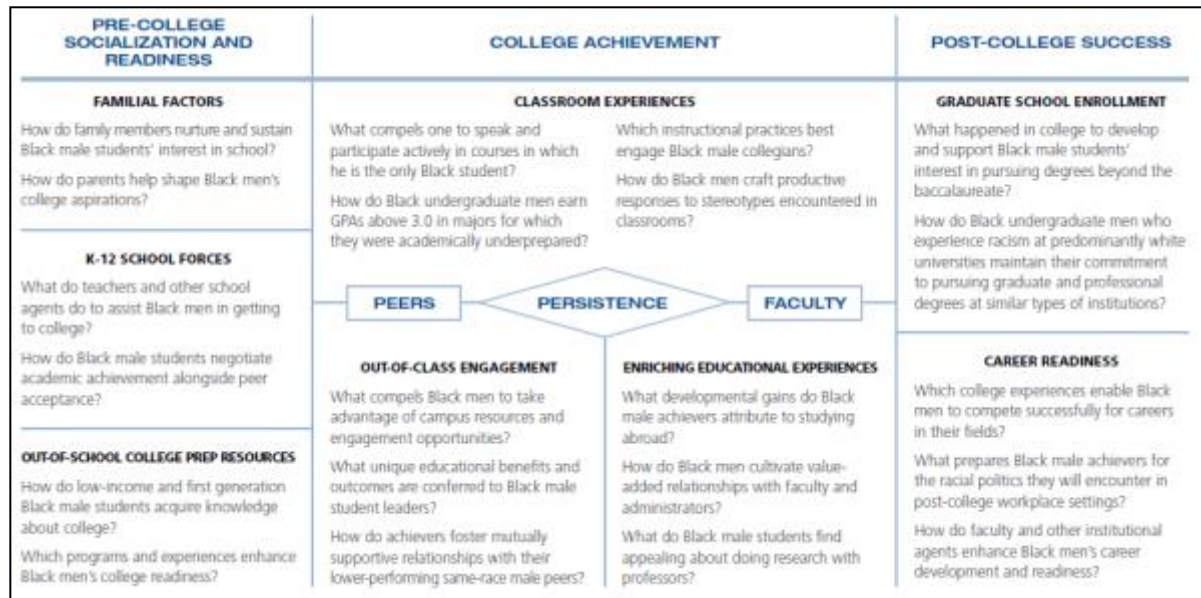 PRE-COLLEGE
SOCIALIZATION AND
READINESS
FAMILIAL FACTORS
How do family members nurture and sustain
Black male students' interest in school?
How do parents help shape Black men's
college aspirations?
K-12 SCHOOL FORCES
What do teachers and other school
agents do to assist Black men in getting
to college?
How do Black male students negotiate
academic achievement alongside peer
acceptance?
OUT-OF-SCHOOL COLLEGE PREP RESOURCES
How do low-income and first generation
Black male students acquire knowledge
about college?
Which programs and experiences enhance
Black men's college readiness?
COLLEGE ACHIEVEMENT
CLASSROOM EXPERIENCES
What compels one to speak and
participate actively in courses in which
he is the only Black student?
How do Black undergraduate men earn
GPAs above 3.0 in majors for which
they were academically underprepared?
Which instructional practices best
engage Black male collegians?
How do Black men craft productive
responses to stereotypes encountered in
classrooms?
PEERS
PERSISTENCE
FACULTY
OUT-OF-CLASS ENGAGEMENT
What compels Black men to take
advantage of campus resources and
engagement opportunities?
What unique educational benefits and
outcomes are conferred to Black male
student leaders?
How do achievers foster mutually
supportive relationships with their
lower-performing same-race male peers?
ENRICHING EDUCATIONAL EXPERIENCES
What developmental gains do Black
male achievers attribute to studying
abroad?
How do Black men cultivate value-
added relationships with faculty and
administrators?
What do Black male students find
appealing about doing research with
professors?
POST-COLLEGE SUCCESS
GRADUATE SCHOOL ENROLLMENT
What happened in college to develop
and support Black male students'
interest in pursuing degrees beyond the
baccalaureate?
How do Black undergraduate men who
experience racism at predominantly white
universities maintain their commitment
to pursuing graduate and professional
degrees at similar types of institutions?
CAREER READINESS
Which college experiences enable Black
men to compete successfully for careers
in their fields?
What prepares Black male achievers for
the racial politics they will encounter in
post-college workplace settings?
How do faculty and other institutional
agents enhance Black men's career
development and readiness?